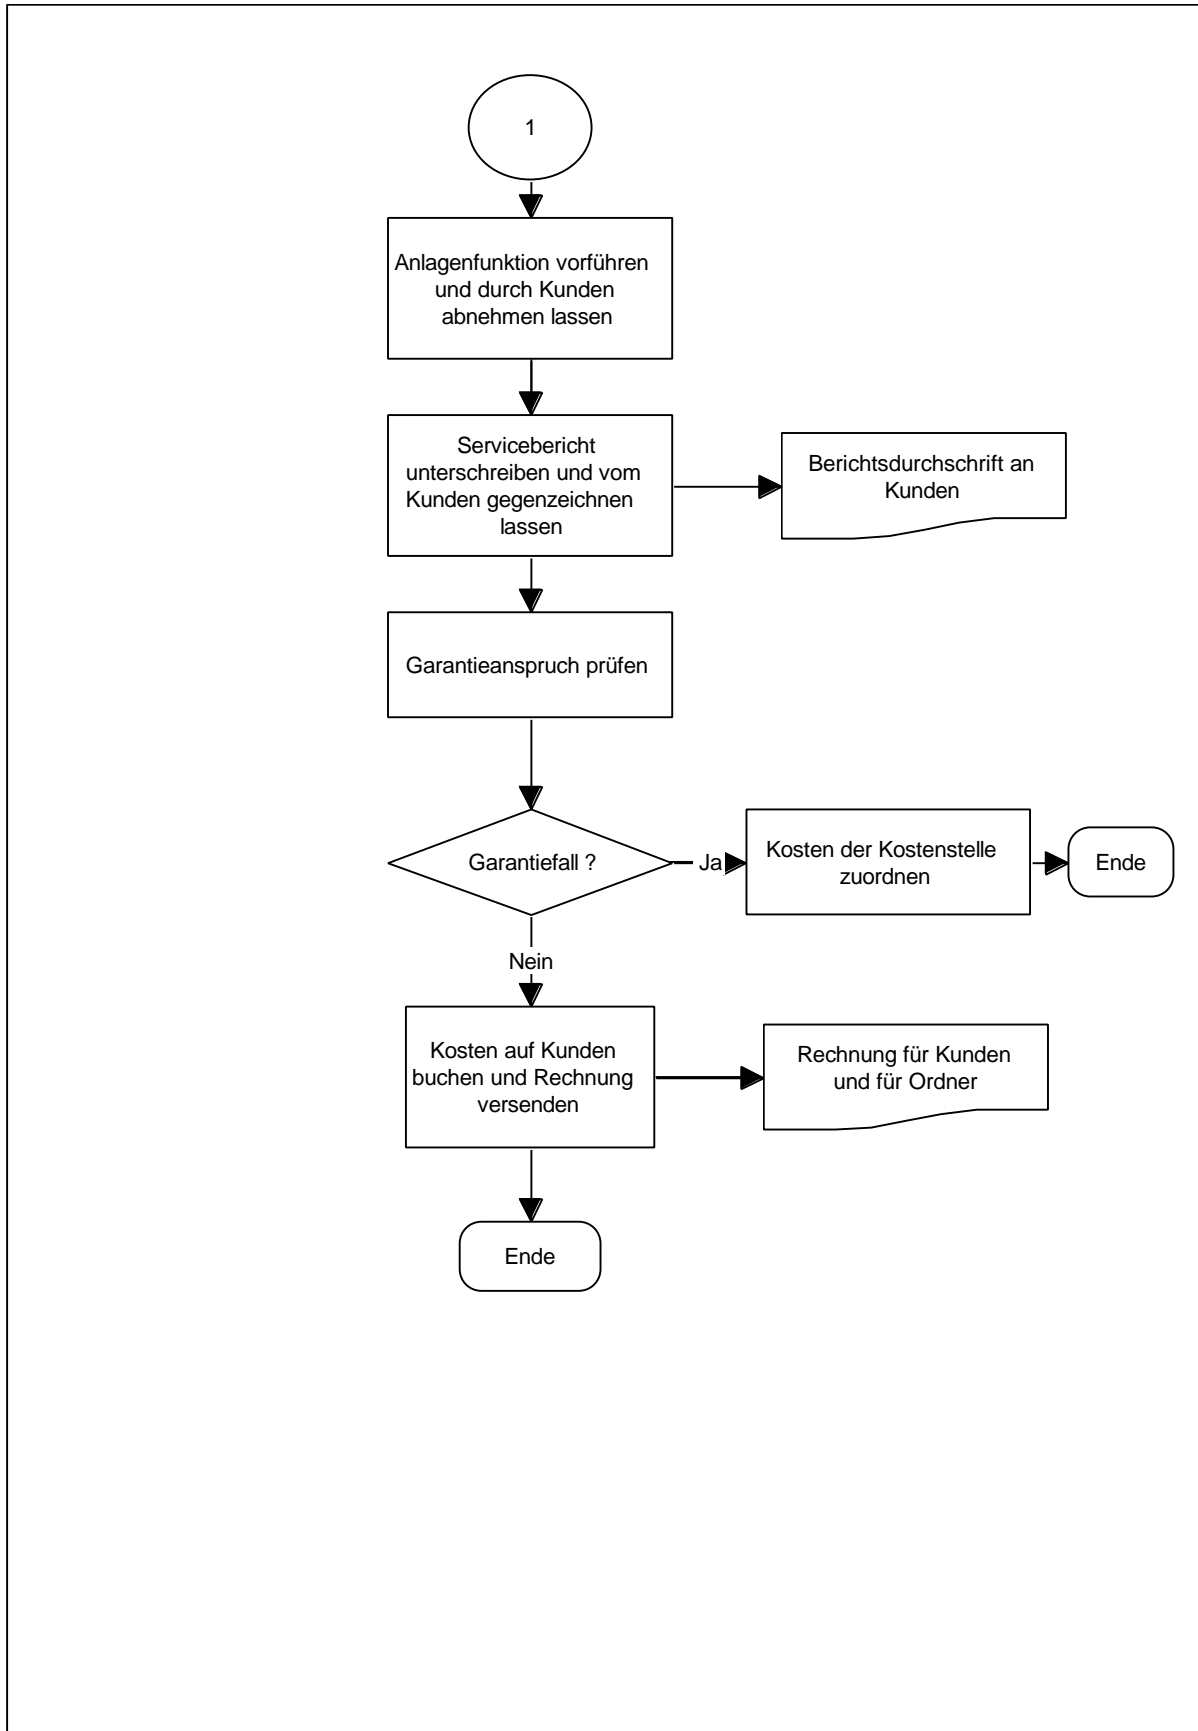 1
Anlagenfunktion vorführen
und durch Kunden
abnehmen lassen
Servicebericht
unterschreiben und vom
Kunden gegenzeichnen
lassen
Berichtsdurchschrift an
Kunden
Garantieanspruch prüfen
Garantiefall ?
Ja
Kosten der Kostenstelle
zuordnen
Ende
Nein
Kosten auf Kunden
buchen und Rechnung
versenden
Rechnung für Kunden
und für Ordner
Ende